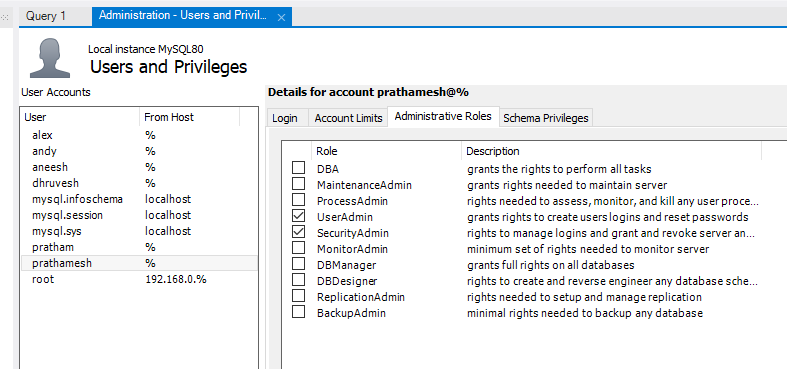 Query 1
Administration - Users and Privil...
Local instance MySQL80
Users and Privileges
User Accounts
User From Host
alex %
andy %
aneesh %
dhruvesh %
mysql.infoschema localhost
mysql.session localhost
mysql.sys localhost
pratham %
prathamesh %
root 192.168.0.%
Details for account prathamesh@%
Login Account Limits Administrative Roles Schema Privileges
Role Description
DBA grants the rights to perform all tasks
MaintenanceAdmin grants rights needed to maintain server
ProcessAdmin rights needed to assess, monitor, and kill any user proce...
UserAdmin grants rights to create users logins and reset passwords
SecurityAdmin rights to manage logins and grant and revoke server an...
MonitorAdmin minimum set of rights needed to monitor server
DBManager grants full rights on all databases
DBDesigner rights to create and reverse engineer any database sche...
ReplicationAdmin rights needed to setup and manage replication
BackupAdmin minimal rights needed to backup any database